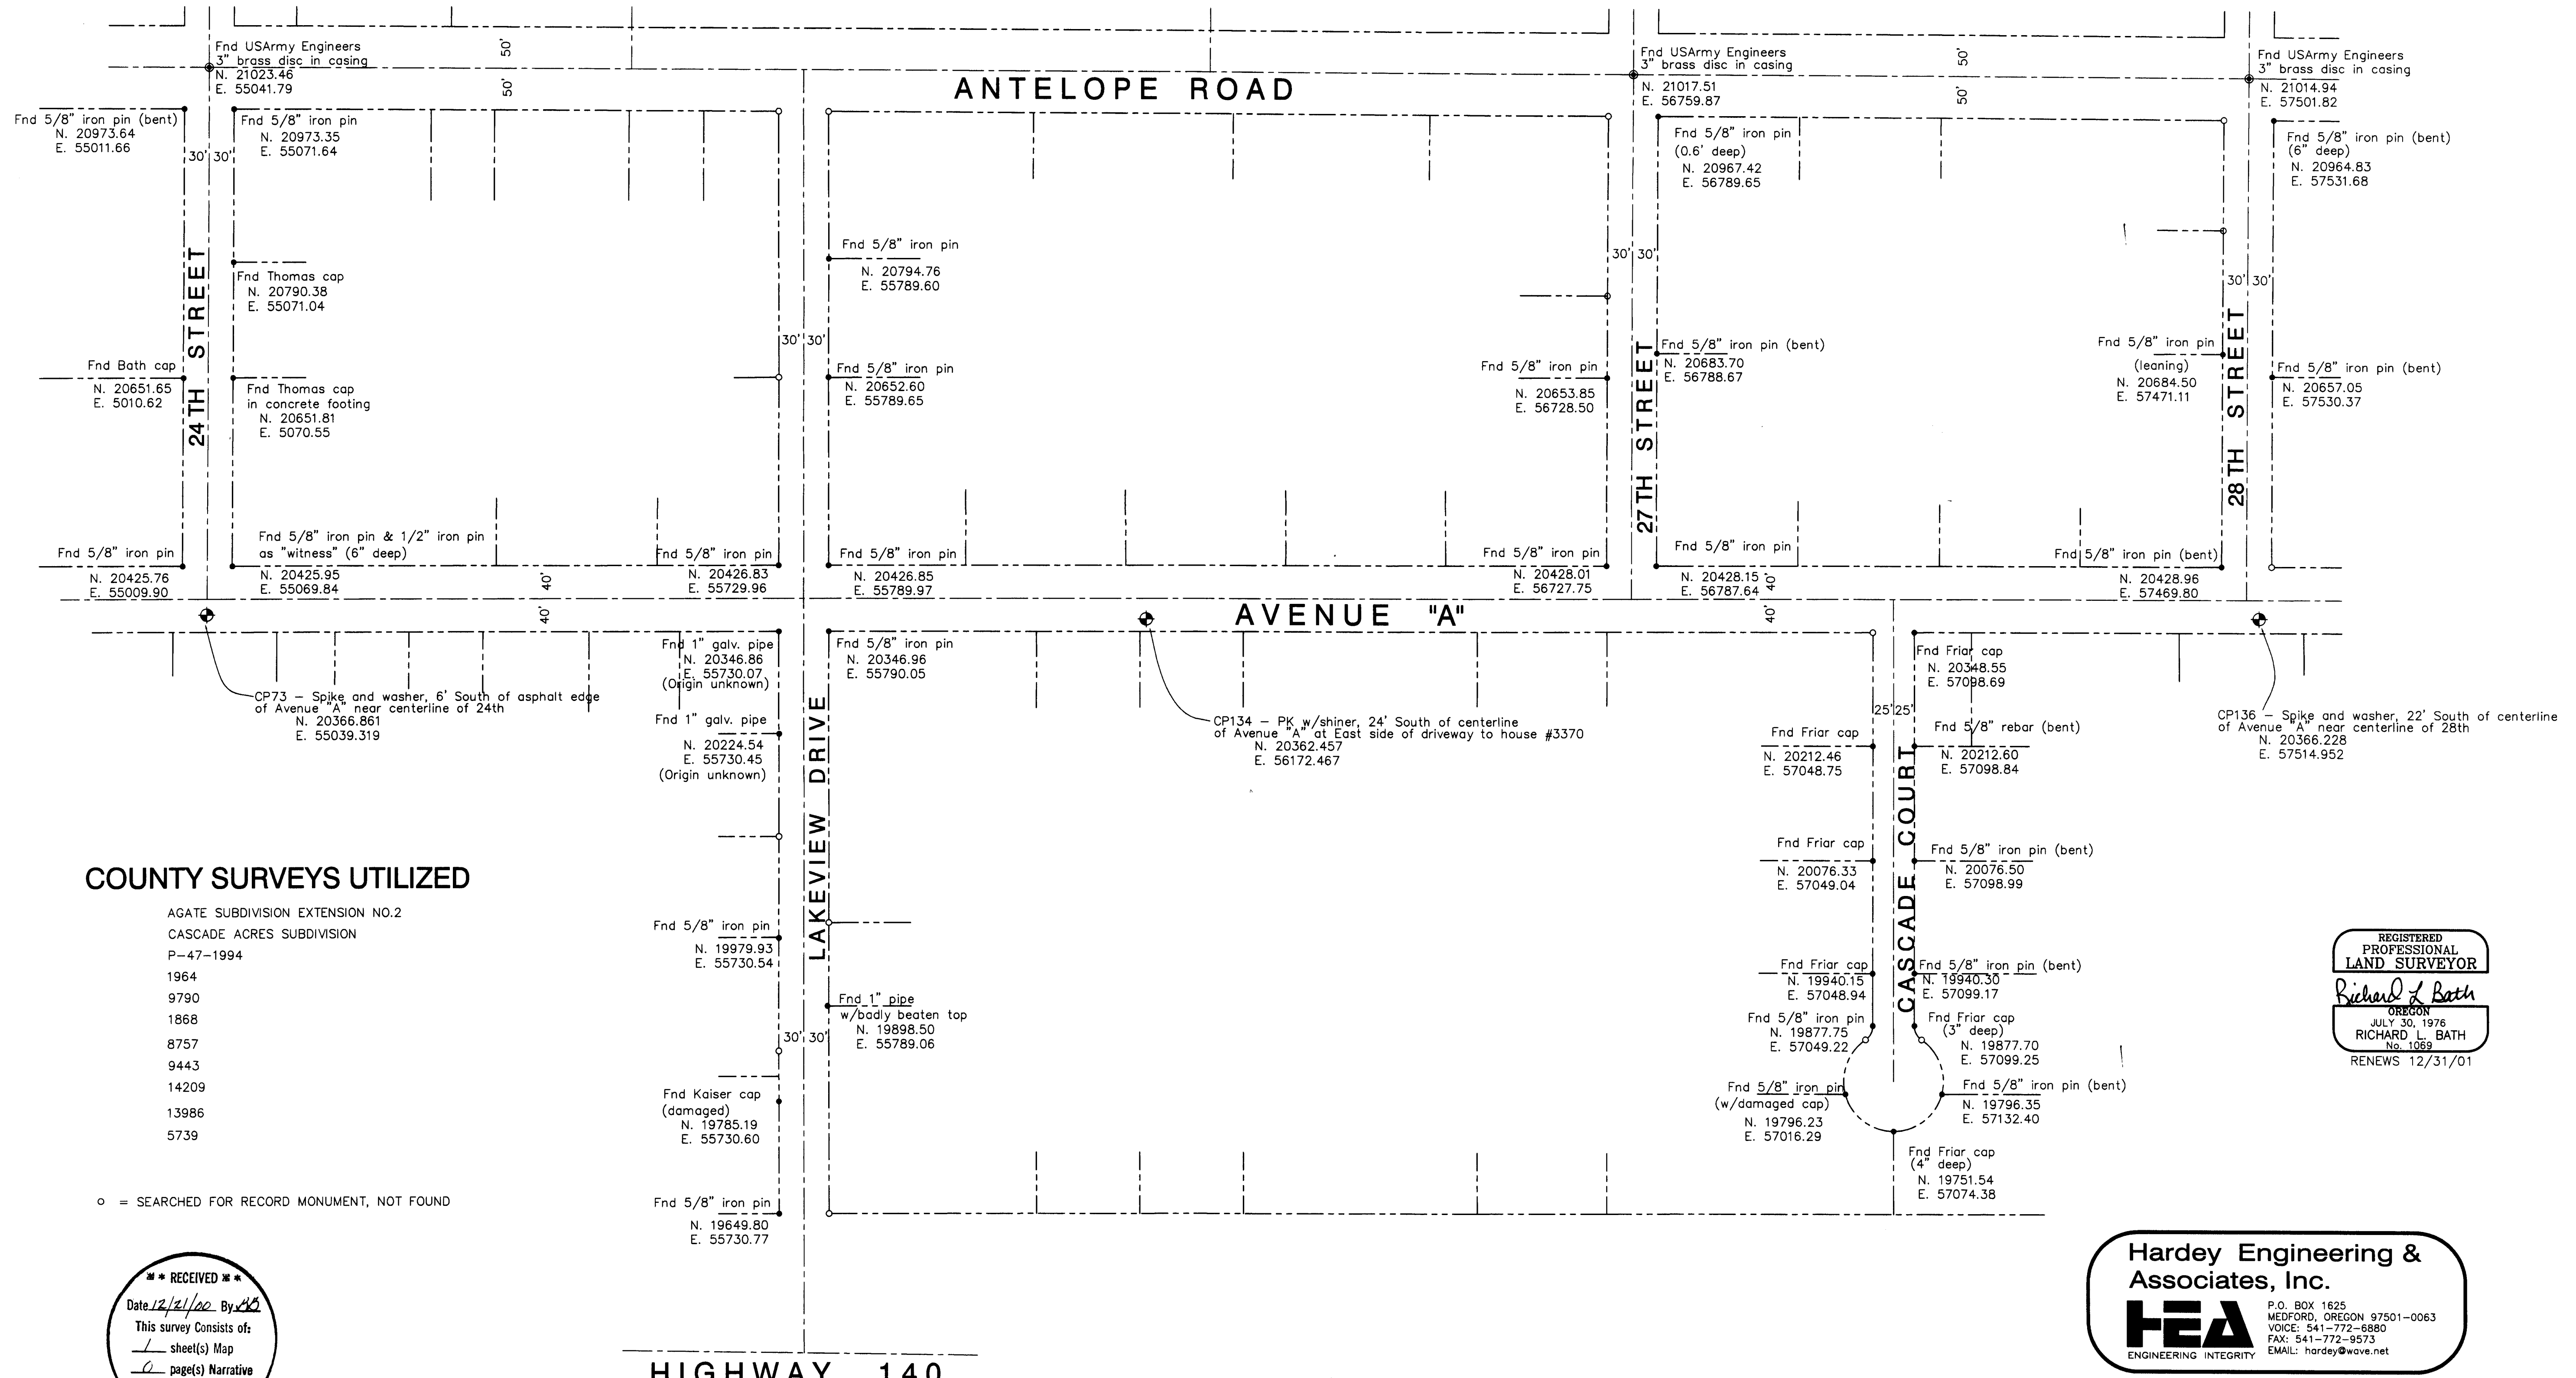 Fnd USArmy Engineers
3" brass disc in casing
N. 21023.46
E. 55041.79
50'
50'
ANTELOPE ROAD
Fnd USArmy Engineers
3" brass disc in casing
N. 21017.51
E. 56759.87
50'
50'
Fnd USArmy Engineers
3" brass disc in casing
N. 21014.94
E. 57501.82
Fnd 5/8" iron pin (bent)
N. 20973.64
E. 55011.66
30' 30'
Fnd 5/8" iron pin
N. 20973.35
E. 55071.64
Fnd 5/8" iron pin
(0.6' deep)
N. 20967.42
E. 56789.65
Fnd 5/8" iron pin (bent)
(6" deep)
N. 20964.83
E. 57531.68
24TH STREET
Fnd Thomas cap
N. 20790.38
E. 55071.04
Fnd 5/8" iron pin
N. 20794.76
E. 55789.60
30' 30'
30' 30'
30' 30'
Fnd Bath cap
N. 20651.65
E. 5010.62
Fnd Thomas cap
in concrete footing
N. 20651.81
E. 5070.55
Fnd 5/8" iron pin
N. 20652.60
E. 55789.65
Fnd 5/8" iron pin
N. 20653.85
E. 56728.50
27TH STREET
Fnd 5/8" iron pin (bent)
N. 20683.70
E. 56788.67
Fnd 5/8" iron pin
(leaning)
N. 20684.50
E. 57471.11
28TH STREET
Fnd 5/8" iron pin (bent)
N. 20657.05
E. 57530.37
Fnd 5/8" iron pin
N. 20425.76
E. 55009.90
Fnd 5/8" iron pin & 1/2" iron pin
as "witness" (6" deep)
N. 20425.95
E. 55069.84
40'
40'
Fnd 5/8" iron pin
N. 20426.83
E. 55729.96
Fnd 5/8" iron pin
N. 20426.85
E. 55789.97
Fnd 5/8" iron pin
N. 20428.01
E. 56727.75
Fnd 5/8" iron pin
N. 20428.15
E. 56787.64
40'
40'
Fnd 5/8" iron pin (bent)
N. 20428.96
E. 57469.80
AVENUE "A"
CP73 – Spike and washer, 6' South of asphalt edge
of Avenue "A" near centerline of 24th
N. 20366.861
E. 55039.319
Fnd 1" galv. pipe
N. 20346.86
E. 55730.07
(Origin unknown)
Fnd 5/8" iron pin
N. 20346.96
E. 55790.05
CP134 – PK w/shiner, 24' South of centerline
of Avenue "A" at East side of driveway to house #3370
N. 20362.457
E. 56172.467
Fnd Friar cap
N. 20348.55
E. 57098.69
CP136 – Spike and washer, 22' South of centerline
of Avenue "A" near centerline of 28th
N. 20366.228
E. 57514.952
Fnd 1" galv. pipe
N. 20224.54
E. 55730.45
(Origin unknown)
LAKEVIEW DRIVE
25' 25'
Fnd Friar cap
N. 20212.46
E. 57048.75
Fnd 5/8" rebar (bent)
N. 20212.60
E. 57098.84
CASCADE COURT
Fnd Friar cap
N. 20076.33
E. 57049.04
Fnd 5/8" iron pin (bent)
N. 20076.50
E. 57098.99
Fnd 5/8" iron pin
N. 19979.93
E. 55730.54
Fnd 1" pipe
w/badly beaten top
N. 19898.50
E. 55789.06
30' 30'
Fnd Friar cap
N. 19940.15
E. 57048.94
Fnd 5/8" iron pin (bent)
N. 19940.30
E. 57099.17
Fnd 5/8" iron pin
N. 19877.75
E. 57049.22
Fnd Friar cap
(3" deep)
N. 19877.70
E. 57099.25
Fnd Kaiser cap
(damaged)
N. 19785.19
E. 55730.60
Fnd 5/8" iron pin
(w/damaged cap)
N. 19796.23
E. 57016.29
Fnd 5/8" iron pin (bent)
N. 19796.35
E. 57132.40
Fnd Friar cap
(4" deep)
N. 19751.54
E. 57074.38
Fnd 5/8" iron pin
N. 19649.80
E. 55730.77
HIGHWAY 140
COUNTY SURVEYS UTILIZED
AGATE SUBDIVISION EXTENSION NO.2
CASCADE ACRES SUBDIVISION
P-47-1994
1964
9790
1868
8757
9443
14209
13986
5739
o = SEARCHED FOR RECORD MONUMENT, NOT FOUND
* * RECEIVED * *
Date 12/21/00 By
This survey Consists of:
1 sheet(s) Map
0 page(s) Narrative
REGISTERED
PROFESSIONAL
LAND SURVEYOR
Richard L Bath
OREGON
JULY 30, 1976
RICHARD L. BATH
No. 1069
RENEWS 12/31/01
Hardey Engineering &
Associates, Inc.
HEA
ENGINEERING INTEGRITY
P.O. BOX 1625
MEDFORD, OREGON 97501-0063
VOICE: 541-772-6880
FAX: 541-772-9573
EMAIL: hardey@wave.net